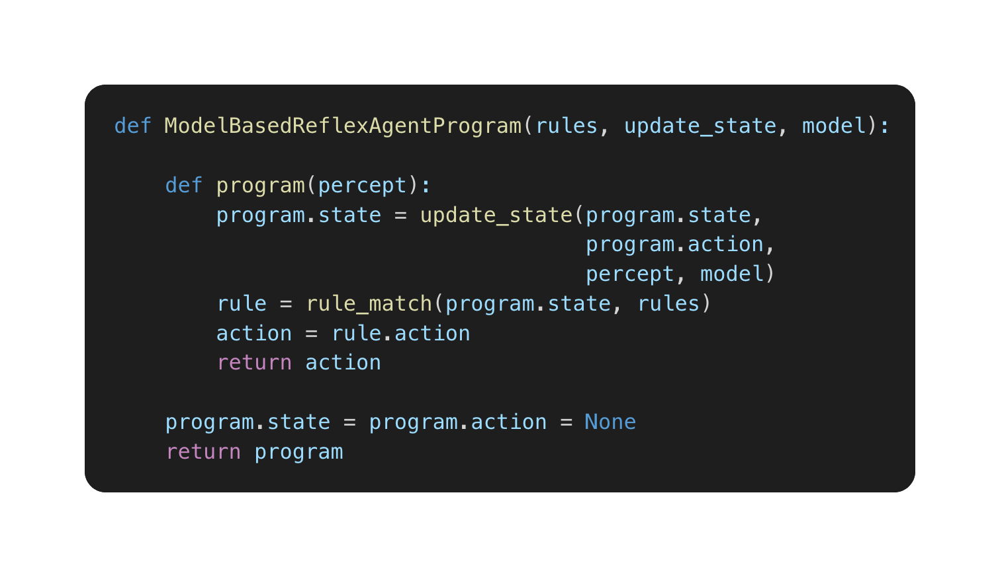 def ModelBasedReflexAgentProgram(rules, update_state, model):
    def program(percept):
        program.state = update_state(program.state,
                                     program.action,
                                     percept, model)
        rule = rule_match(program.state, rules)
        action = rule.action
        return action
    program.state = program.action = None
    return program